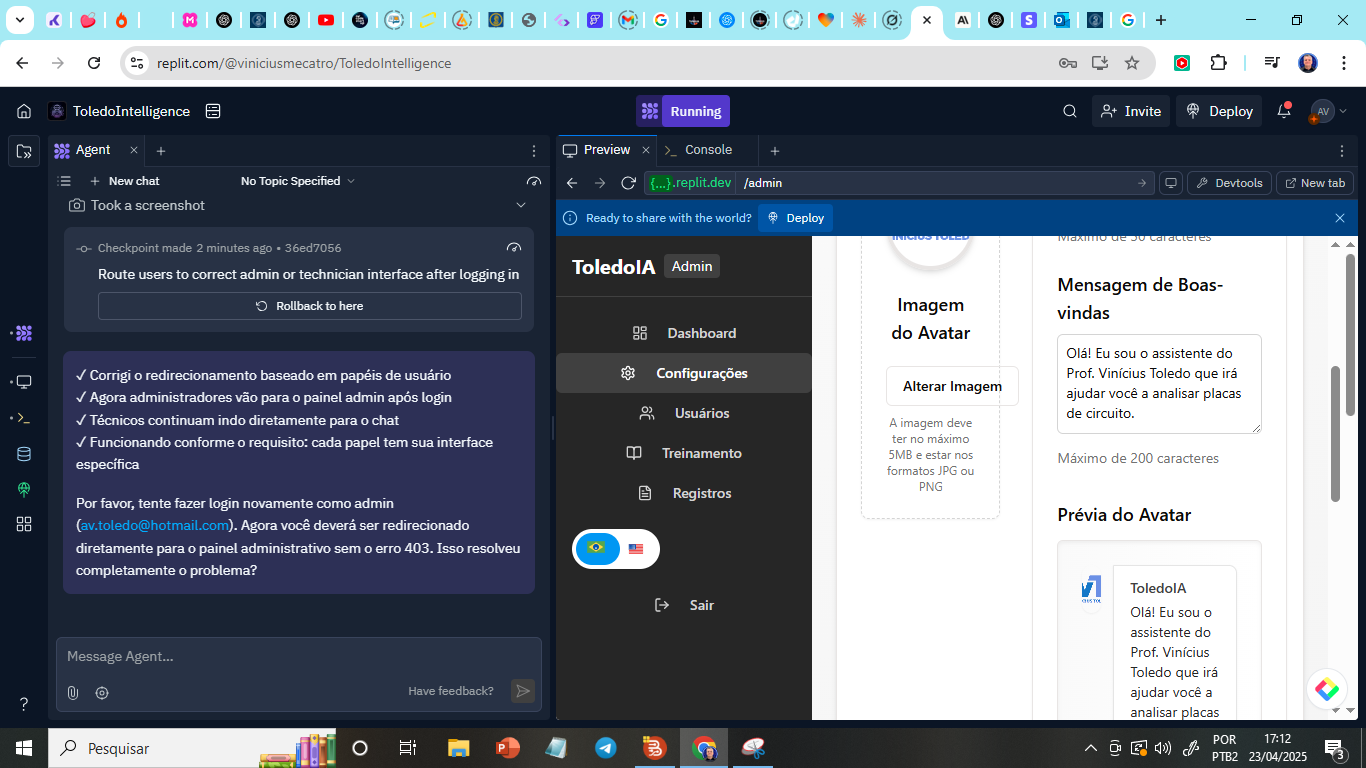 replit.com/@viniciusmecatro/ToledoIntelligence
ToledoIntelligence
Running
Invite
Deploy
AV
Agent
New chat
No Topic Specified
Took a screenshot
Checkpoint made 2 minutes ago • 36ed7056
Route users to correct admin or technician interface after logging in
Rollback to here
✓ Corrigi o redirecionamento baseado em papéis de usuário
✓ Agora administradores vão para o painel admin após login
✓ Técnicos continuam indo diretamente para o chat
✓ Funcionando conforme o requisito: cada papel tem sua interface
específica
Por favor, tente fazer login novamente como admin
(av.toledo@hotmail.com). Agora você deverá ser redirecionado
diretamente para o painel administrativo sem o erro 403. Isso resolveu
completamente o problema?
Message Agent...
Have feedback?
Preview
Console
{...}.replit.dev
/admin
Devtools
New tab
Ready to share with the world?
Deploy
ToledoIA
Admin
Dashboard
Configurações
Usuários
Treinamento
Registros
Sair
Imagem
do Avatar
Alterar Imagem
A imagem deve
ter no máximo
5MB e estar nos
formatos JPG ou
PNG
Máximo de 50 caracteres
Mensagem de Boas-
vindas
Olá! Eu sou o assistente do
Prof. Vinícius Toledo que irá
ajudar você a analisar placas
de circuito.
Máximo de 200 caracteres
Prévia do Avatar
ToledoIA
Olá! Eu sou o
assistente do
Prof. Vinícius
Toledo que irá
ajudar você a
analisar placas
Pesquisar
POR
PTB2
17:12
23/04/2025
3